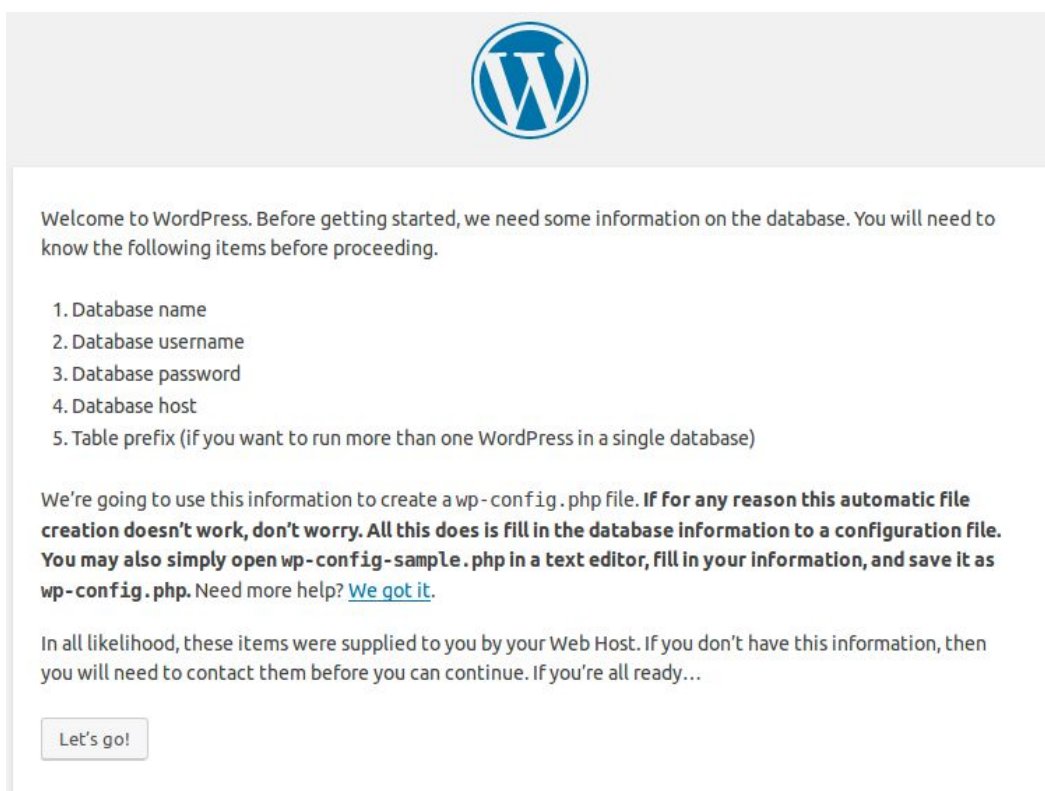 Welcome to WordPress. Before getting started, we need some information on the database. You will need to
know the following items before proceeding.
1. Database name
2. Database username
3. Database password
4. Database host
5. Table prefix (if you want to run more than one WordPress in a single database)
We’re going to use this information to create a wp-config.php file. If for any reason this automatic file
creation doesn’t work, don’t worry. All this does is fill in the database information to a configuration file.
You may also simply open wp-config-sample.php in a text editor, fill in your information, and save it as
wp-config.php. Need more help? We got it.
In all likelihood, these items were supplied to you by your Web Host. If you don’t have this information, then
you will need to contact them before you can continue. If you’re all ready…
Let’s go!